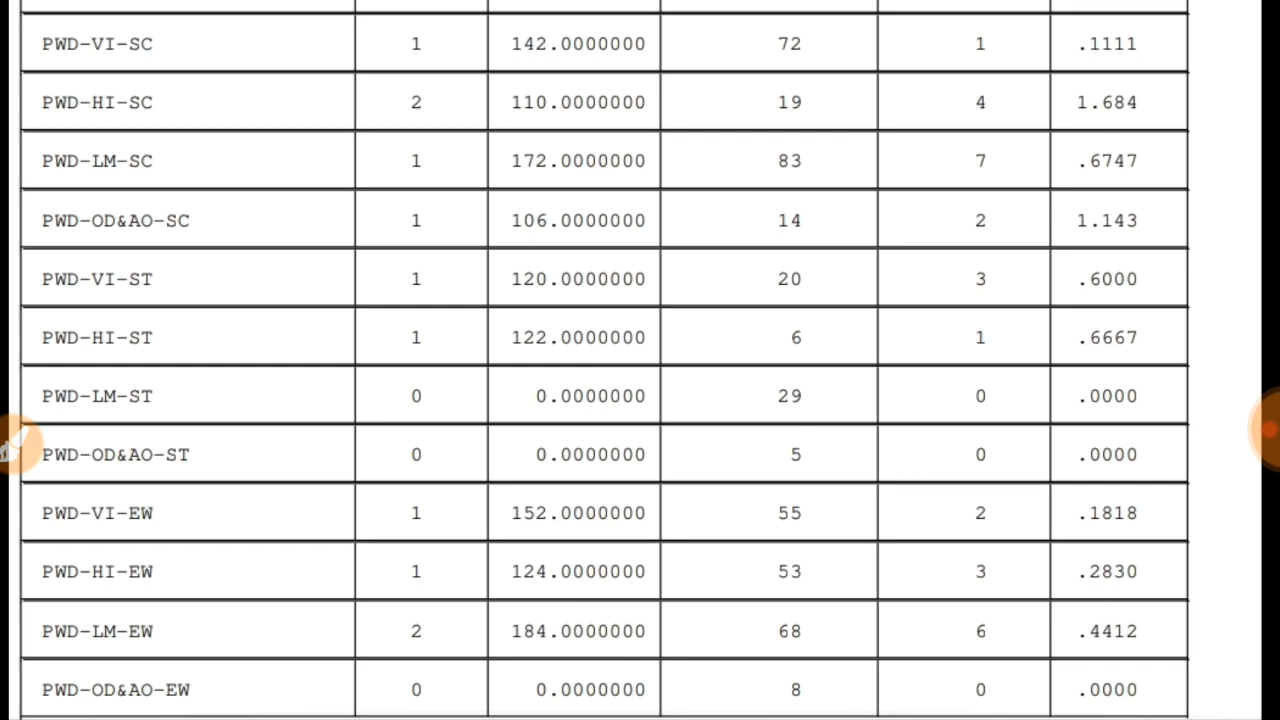 PWD-VI-SC 1 142.0000000 72 1 .1111
PWD-HI-SC 2 110.0000000 19 4 1.684
PWD-LM-SC 1 172.0000000 83 7 .6747
PWD-OD&AO-SC 1 106.0000000 14 2 1.143
PWD-VI-ST 1 120.0000000 20 3 .6000
PWD-HI-ST 1 122.0000000 6 1 .6667
PWD-LM-ST 0 0.0000000 29 0 .0000
PWD-OD&AO-ST 0 0.0000000 5 0 .0000
PWD-VI-EW 1 152.0000000 55 2 .1818
PWD-HI-EW 1 124.0000000 53 3 .2830
PWD-LM-EW 2 184.0000000 68 6 .4412
PWD-OD&AO-EW 0 0.0000000 8 0 .0000